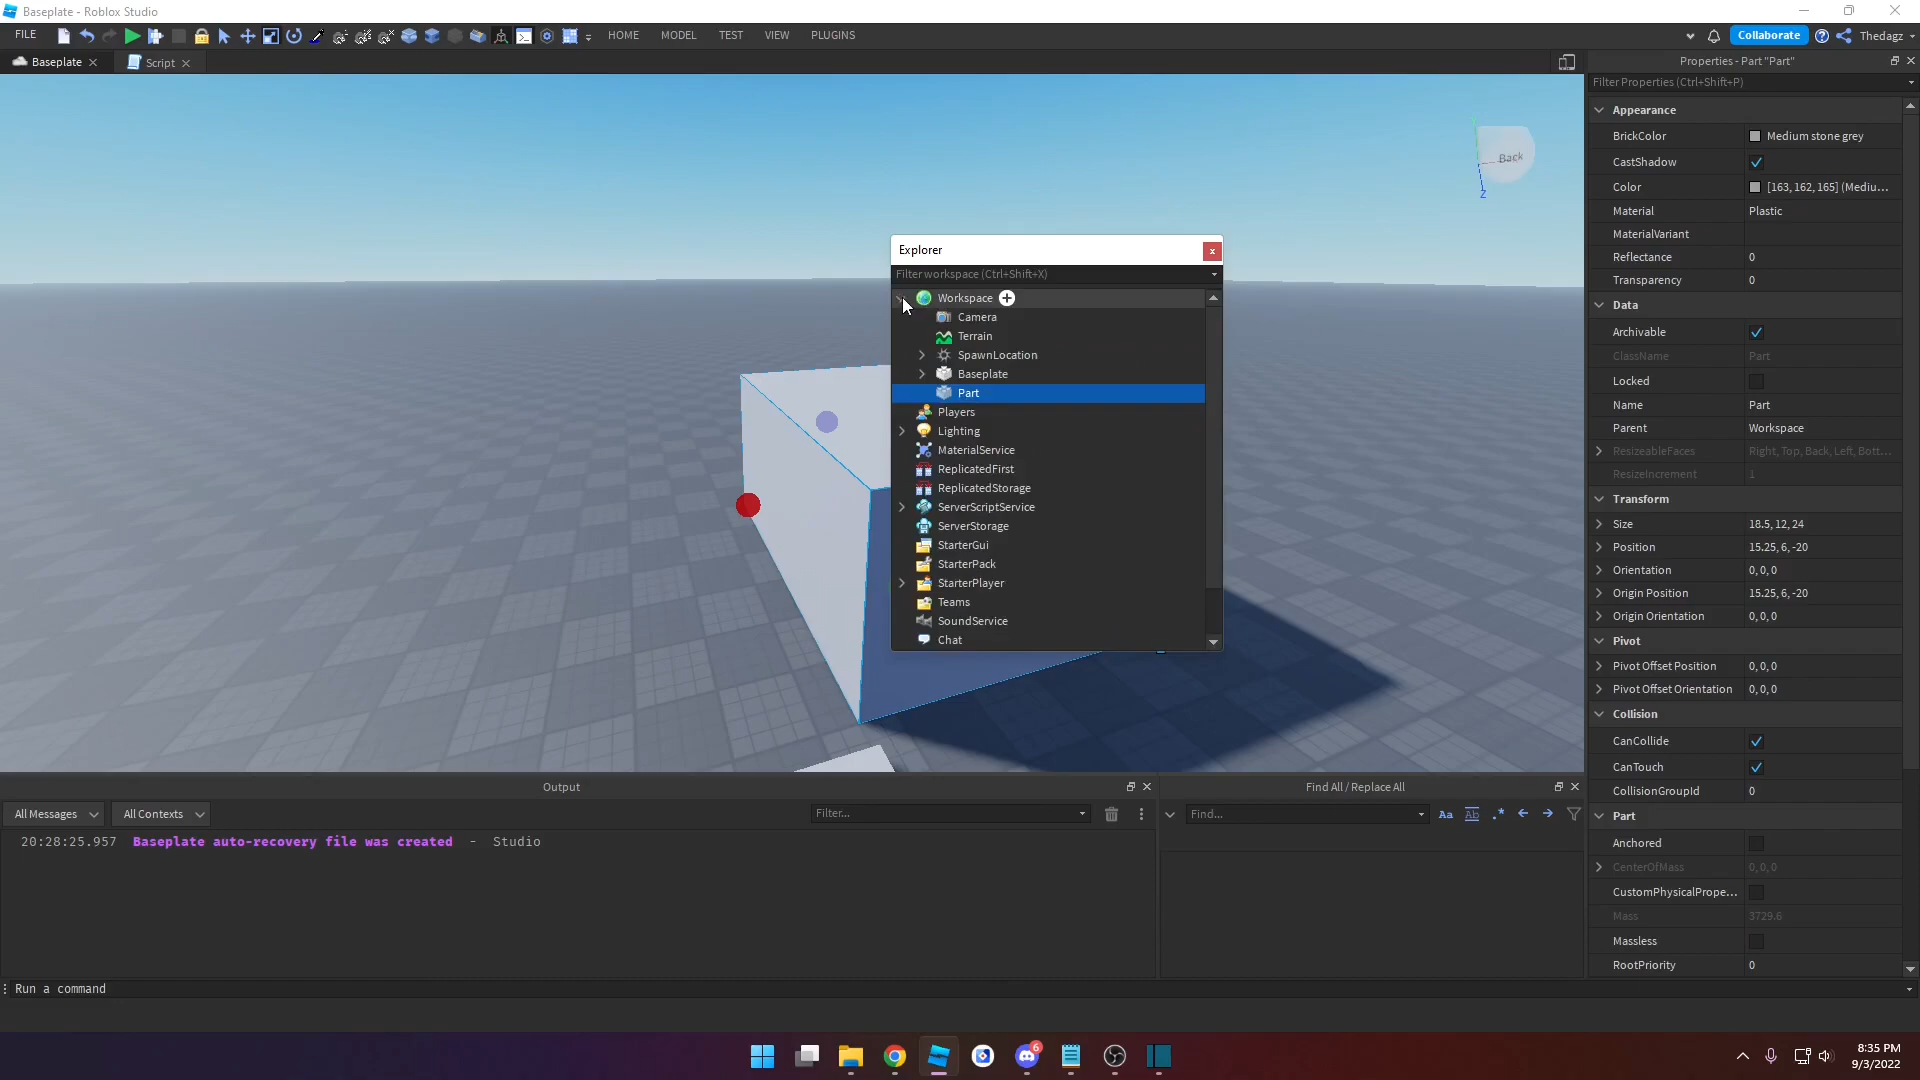 Baseplate - Roblox Studio
FILE HOME MODEL TEST VIEW PLUGINS Collaborate Thedagz
Baseplate Script
Back
Z
Explorer
Filter workspace (Ctrl+Shift+X)
Workspace
Camera
Terrain
SpawnLocation
Baseplate
Part
Players
Lighting
MaterialService
ReplicatedFirst
ReplicatedStorage
ServerScriptService
ServerStorage
StarterGui
StarterPack
StarterPlayer
Teams
SoundService
Chat
Properties - Part "Part"
Filter Properties (Ctrl+Shift+P)
Appearance
BrickColor Medium stone grey
CastShadow
Color [163, 162, 165] (Mediu...
Material Plastic
MaterialVariant
Reflectance 0
Transparency 0
Data
Archivable
ClassName Part
Locked
Name Part
Parent Workspace
ResizeableFaces Right, Top, Back, Left, Bott...
ResizeIncrement 1
Transform
Size 18.5, 12, 24
Position 15.25, 6, -20
Orientation 0, 0, 0
Origin Position 15.25, 6, -20
Origin Orientation 0, 0, 0
Pivot
Pivot Offset Position 0, 0, 0
Pivot Offset Orientation 0, 0, 0
Collision
CanCollide
CanTouch
CollisionGroupId 0
Part
Anchored
CenterOfMass 0, 0, 0
CustomPhysicalPrope...
Mass 3729.6
Massless
RootPriority 0
Output
All Messages All Contexts Filter...
20:28:25.957 Baseplate auto-recovery file was created - Studio
Find All / Replace All
Find... Aa Ab .*
Run a command
6
8:35 PM
9/3/2022